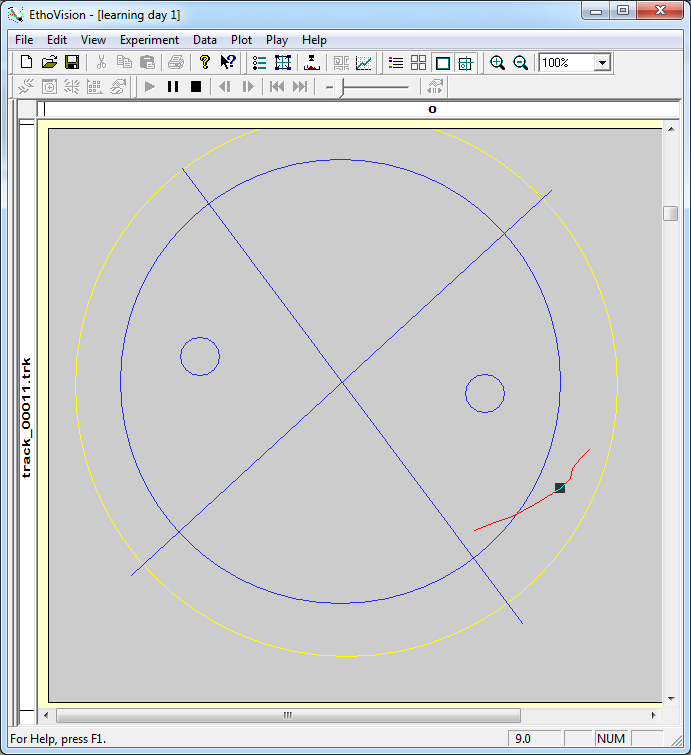 EthoVision - [learning day 1]
File Edit View Experiment Data Plot Play Help
100%
o
track_00011.trk
For Help, press F1.
9.0
NUM